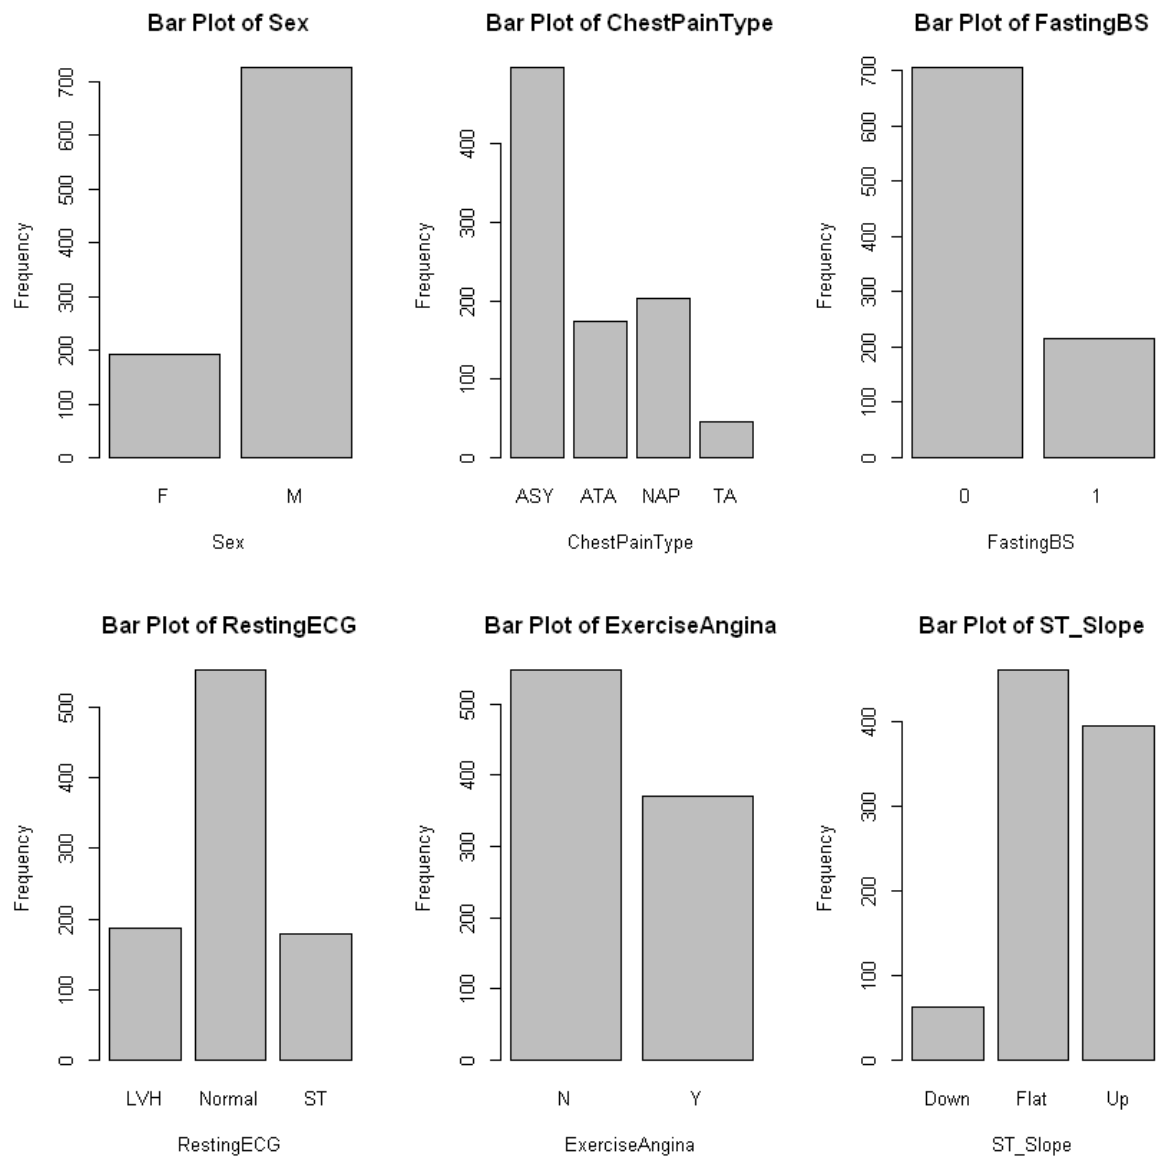 Bar Plot of Sex
Frequency
0 100 200 300 400 500 600 700
F M
Sex
Bar Plot of ChestPainType
Frequency
0 100 200 300 400
ASY ATA NAP TA
ChestPainType
Bar Plot of FastingBS
Frequency
0 100 200 300 400 500 600 700
0 1
FastingBS
Bar Plot of RestingECG
Frequency
0 100 200 300 400 500
LVH Normal ST
RestingECG
Bar Plot of ExerciseAngina
Frequency
0 100 200 300 400 500
N Y
ExerciseAngina
Bar Plot of ST_Slope
Frequency
0 100 200 300 400
Down Flat Up
ST_Slope